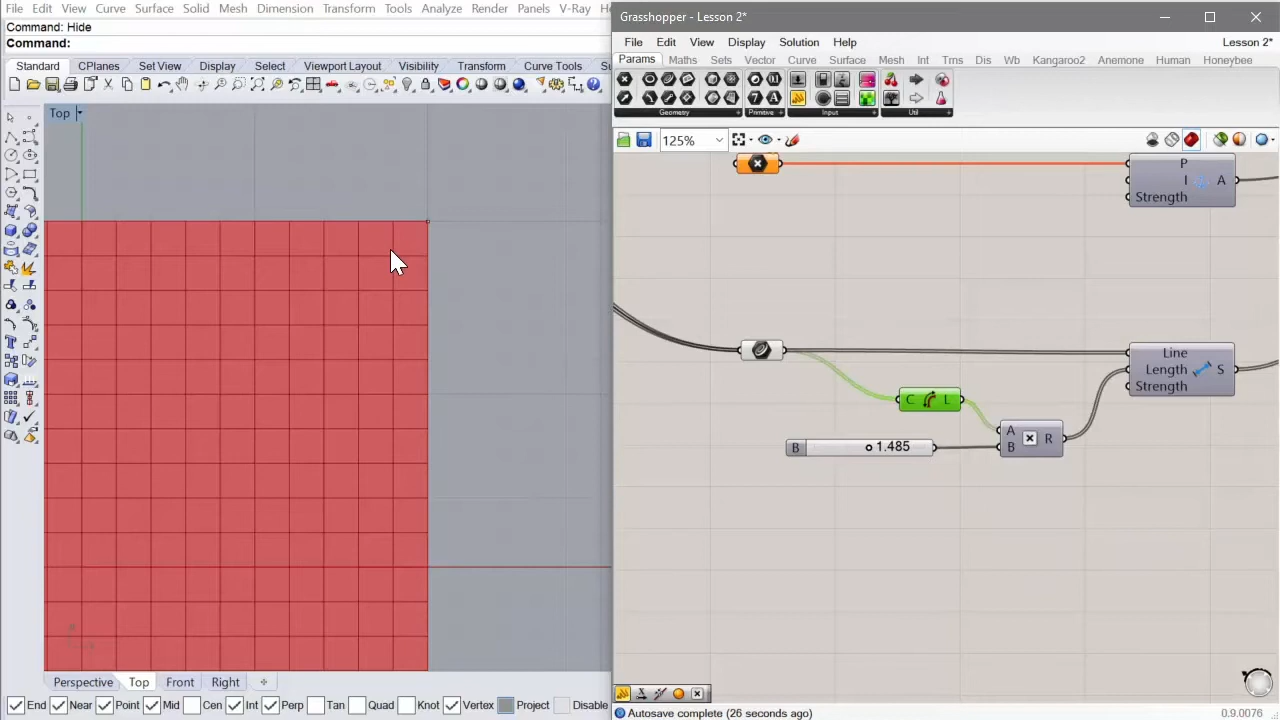 File Edit View Curve Surface Solid Mesh Dimension Transform Tools Analyze Render Panels V-Ray He
Command: Hide
Command:
Standard CPlanes Set View Display Select Viewport Layout Visibility Transform Curve Tools Su
Top
Perspective Top Front Right
End Near Point Mid Cen Int Perp Tan Quad Knot Vertex Project Disable
Grasshopper - Lesson 2*
File Edit View Display Solution Help Lesson 2*
Params Maths Sets Vector Curve Surface Mesh Int Trns Dis Wb Kangaroo2 Anemone Human Honeybee
Geometry Primitive Input Util
125%
P
I A
Strength
Line
Length S
Strength
C L
A
B R
B 1.485
Autosave complete (26 seconds ago) 0.9.0076